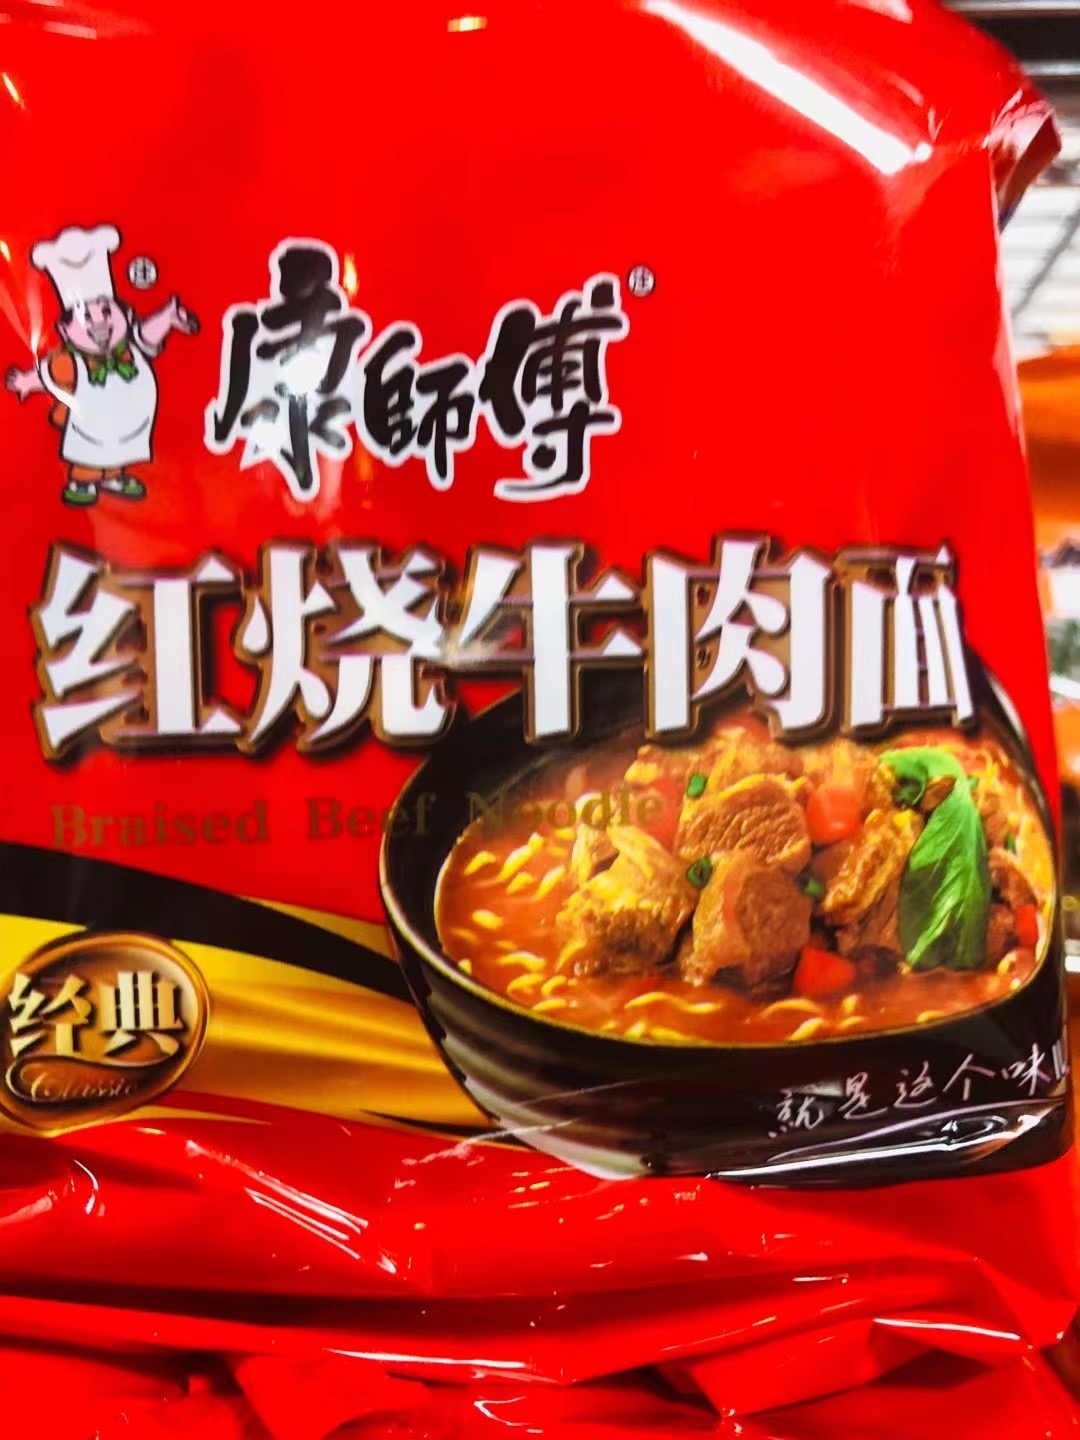 康師傅
红烧牛肉面
Braised Beef Noodle
经典
Classic
就是这个味